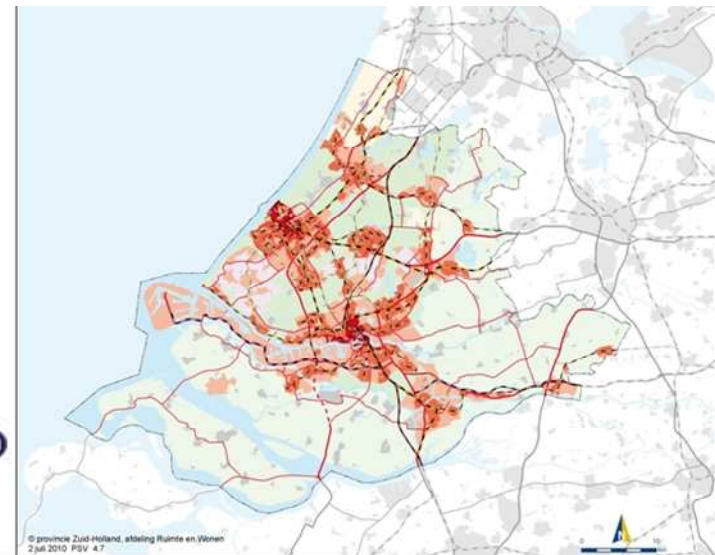 © provincie Zuid-Holland, afdeling Ruimte en Wonen
2 juli 2010 PSV 4.7